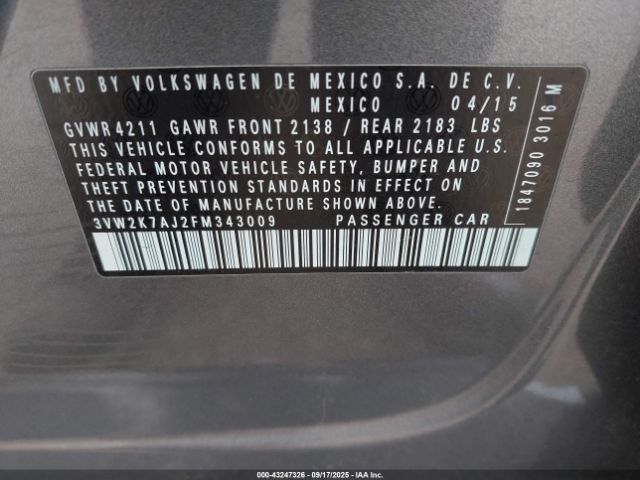 MFD BY VOLKSWAGEN DE MEXICO S.A. DE C.V.
MEXICO 04/15
GVWR 4211 GAWR FRONT 2138 / REAR 2183 LBS
THIS VEHICLE CONFORMS TO ALL APPLICABLE U.S.
FEDERAL MOTOR VEHICLE SAFETY, BUMPER AND
THEFT PREVENTION STANDARDS IN EFFECT ON
THE DATE OF MANUFACTURE SHOWN ABOVE.
3VW2K7AJ2FM343009 PASSENGER CAR
1847090 3016 M
000-43247326 - 09/17/2025 - IAA Inc.